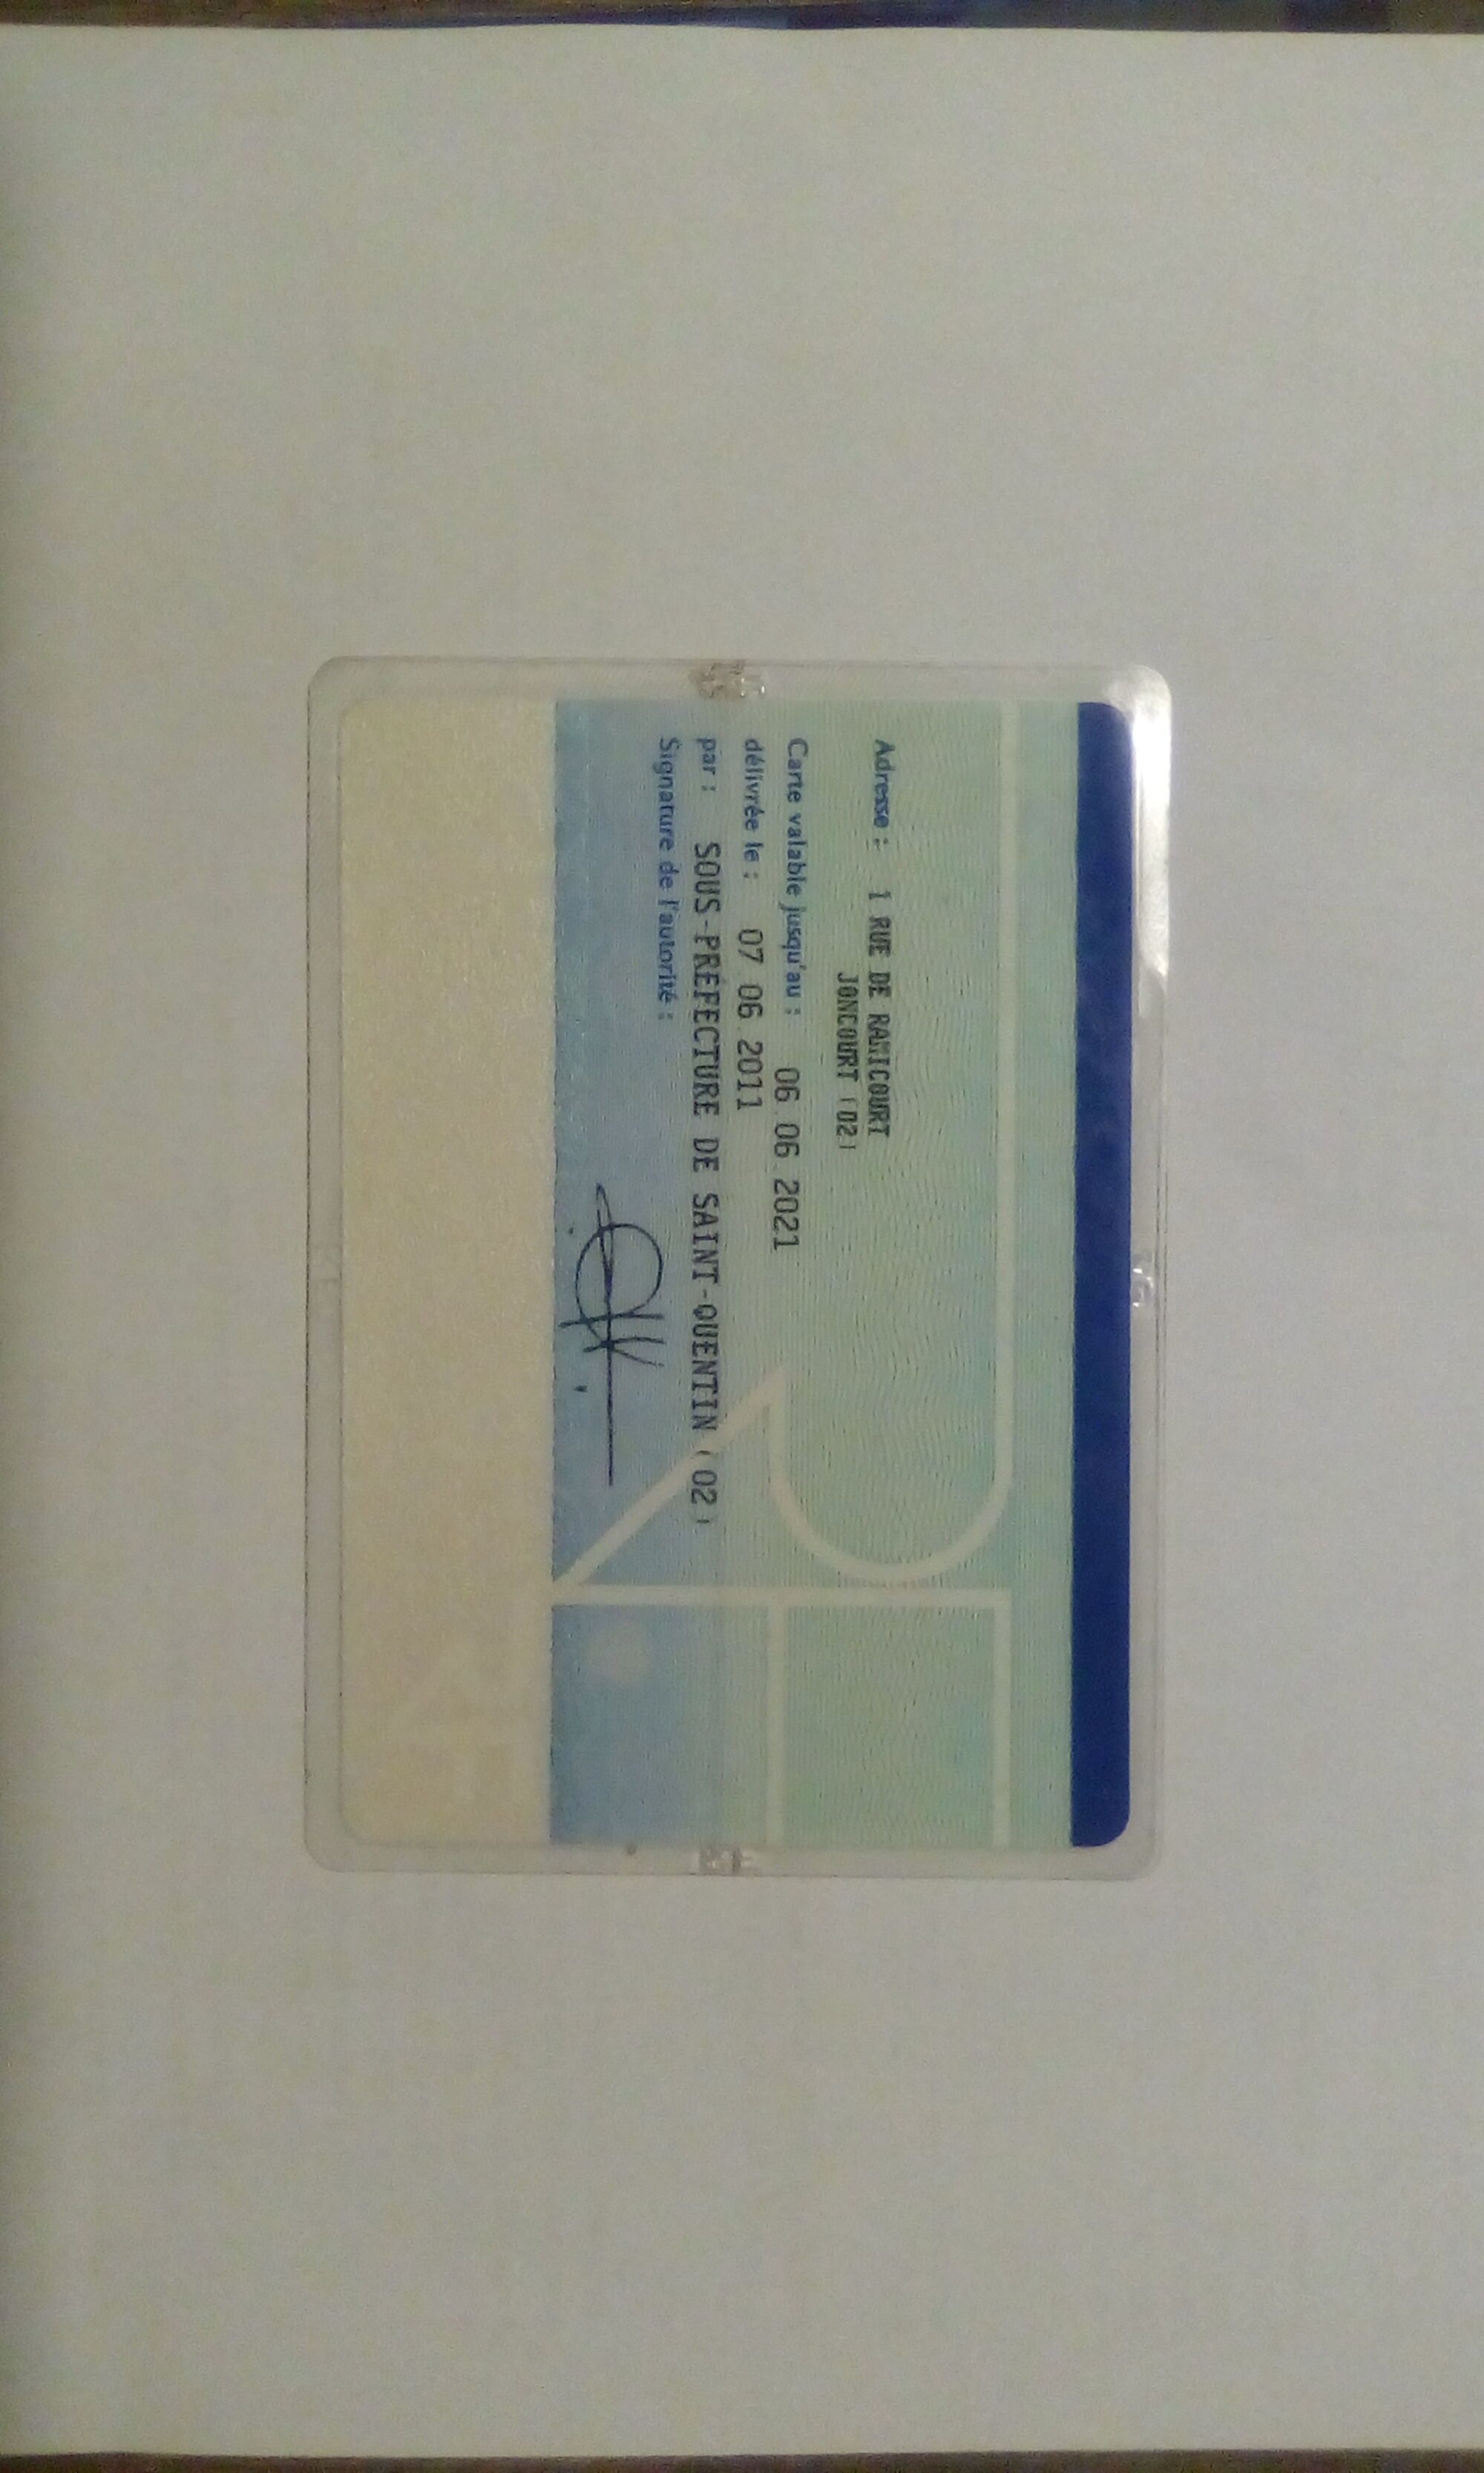 Adresse : 1 RUE DE RAMICOURT
JONCOURT (02)
Carte valable jusqu'au : 06.06.2021
délivrée le : 07.06.2011
par : SOUS-PRÉFECTURE DE SAINT-QUENTIN (02)
Signature de l'autorité :